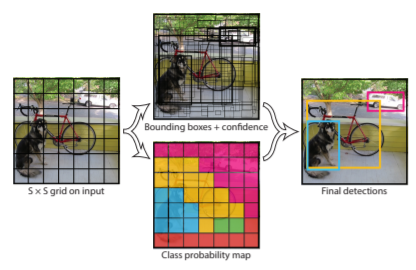 S × S grid on input
Bounding boxes + confidence
Class probability map
Final detections